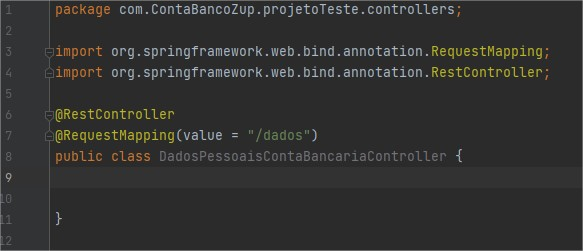 1 package com.ContaBancoZup.projetoTeste.controllers;
2
3 import org.springframework.web.bind.annotation.RequestMapping;
4 import org.springframework.web.bind.annotation.RestController;
5
6 @RestController
7 @RequestMapping(value = "/dados")
8 public class DadosPessoaisContaBancariaController {
9
10
11 }
12